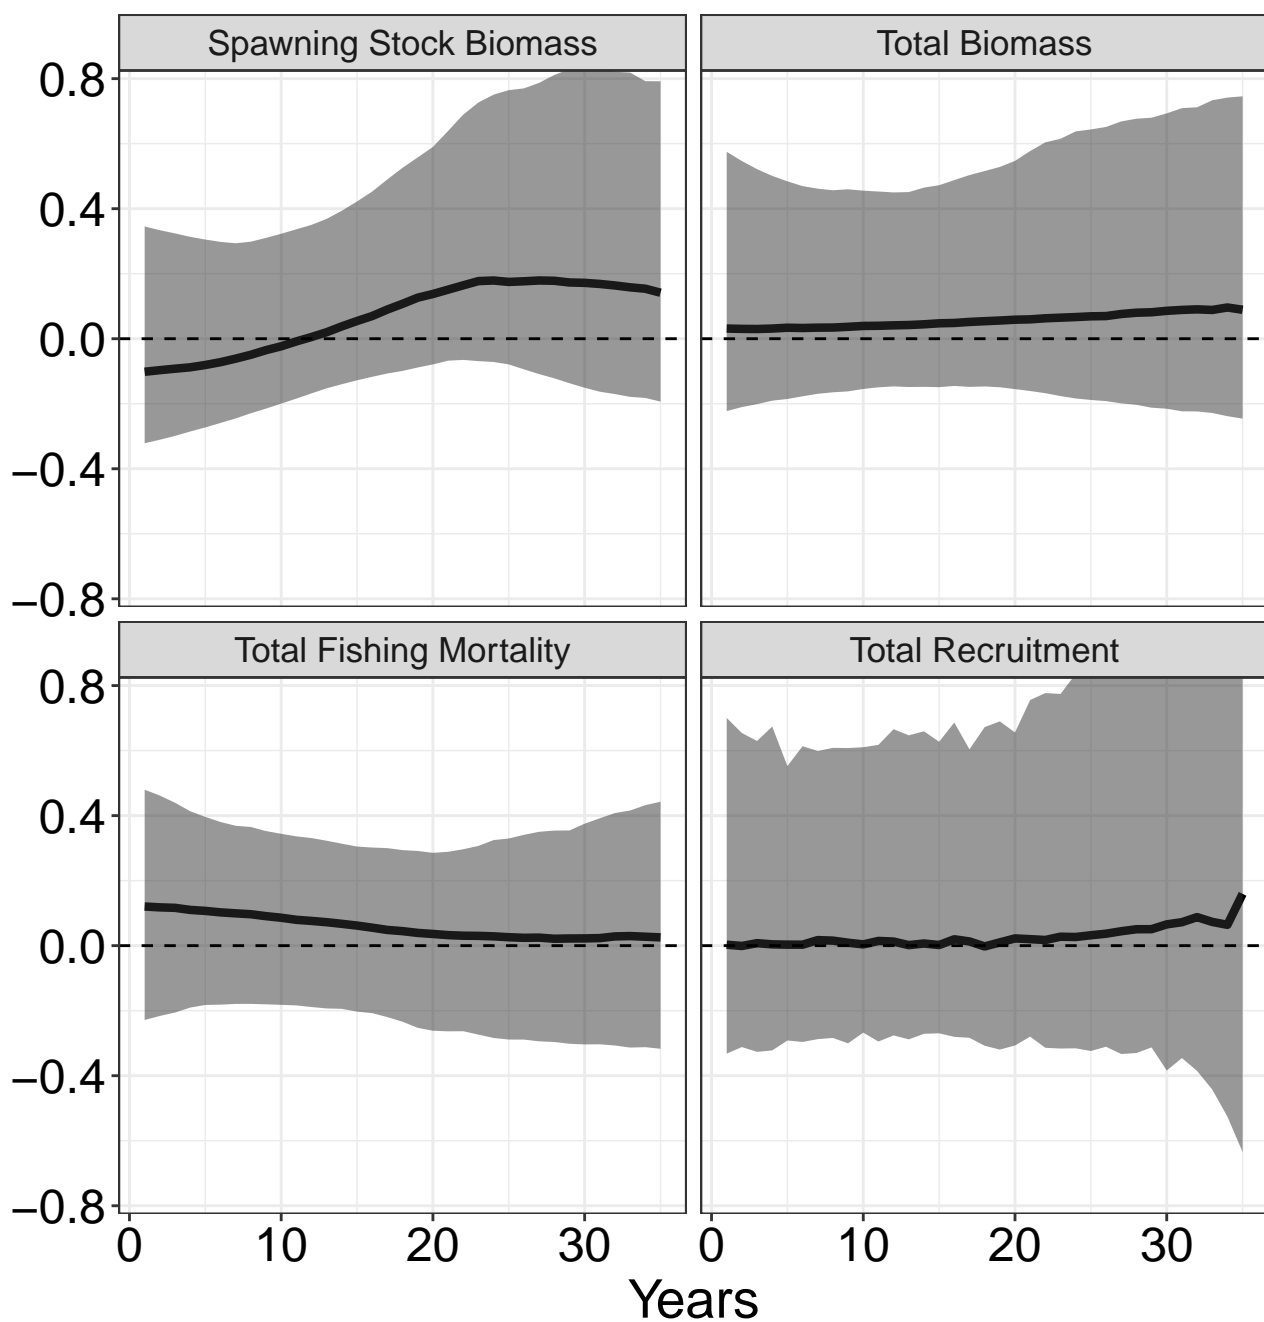 Spawning Stock Biomass
Total Biomass
0.8
0.4
0.0
−0.4
−0.8
Total Fishing Mortality
Total Recruitment
0.8
0.4
0.0
−0.4
−0.8
0 10 20 30
0 10 20 30
Years